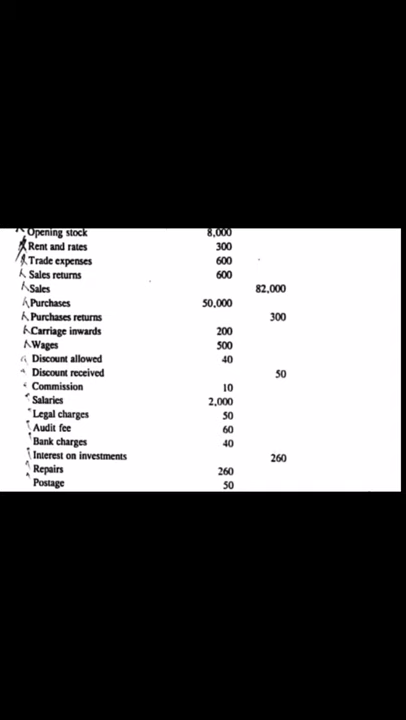 Opening stock 8,000
Rent and rates 300
Trade expenses 600
Sales returns 600
Sales 82,000
Purchases 50,000
Purchases returns 300
Carriage inwards 200
Wages 500
Discount allowed 40
Discount received 50
Commission 10
Salaries 2,000
Legal charges 50
Audit fee 60
Bank charges 40
Interest on investments 260
Repairs 260
Postage 50